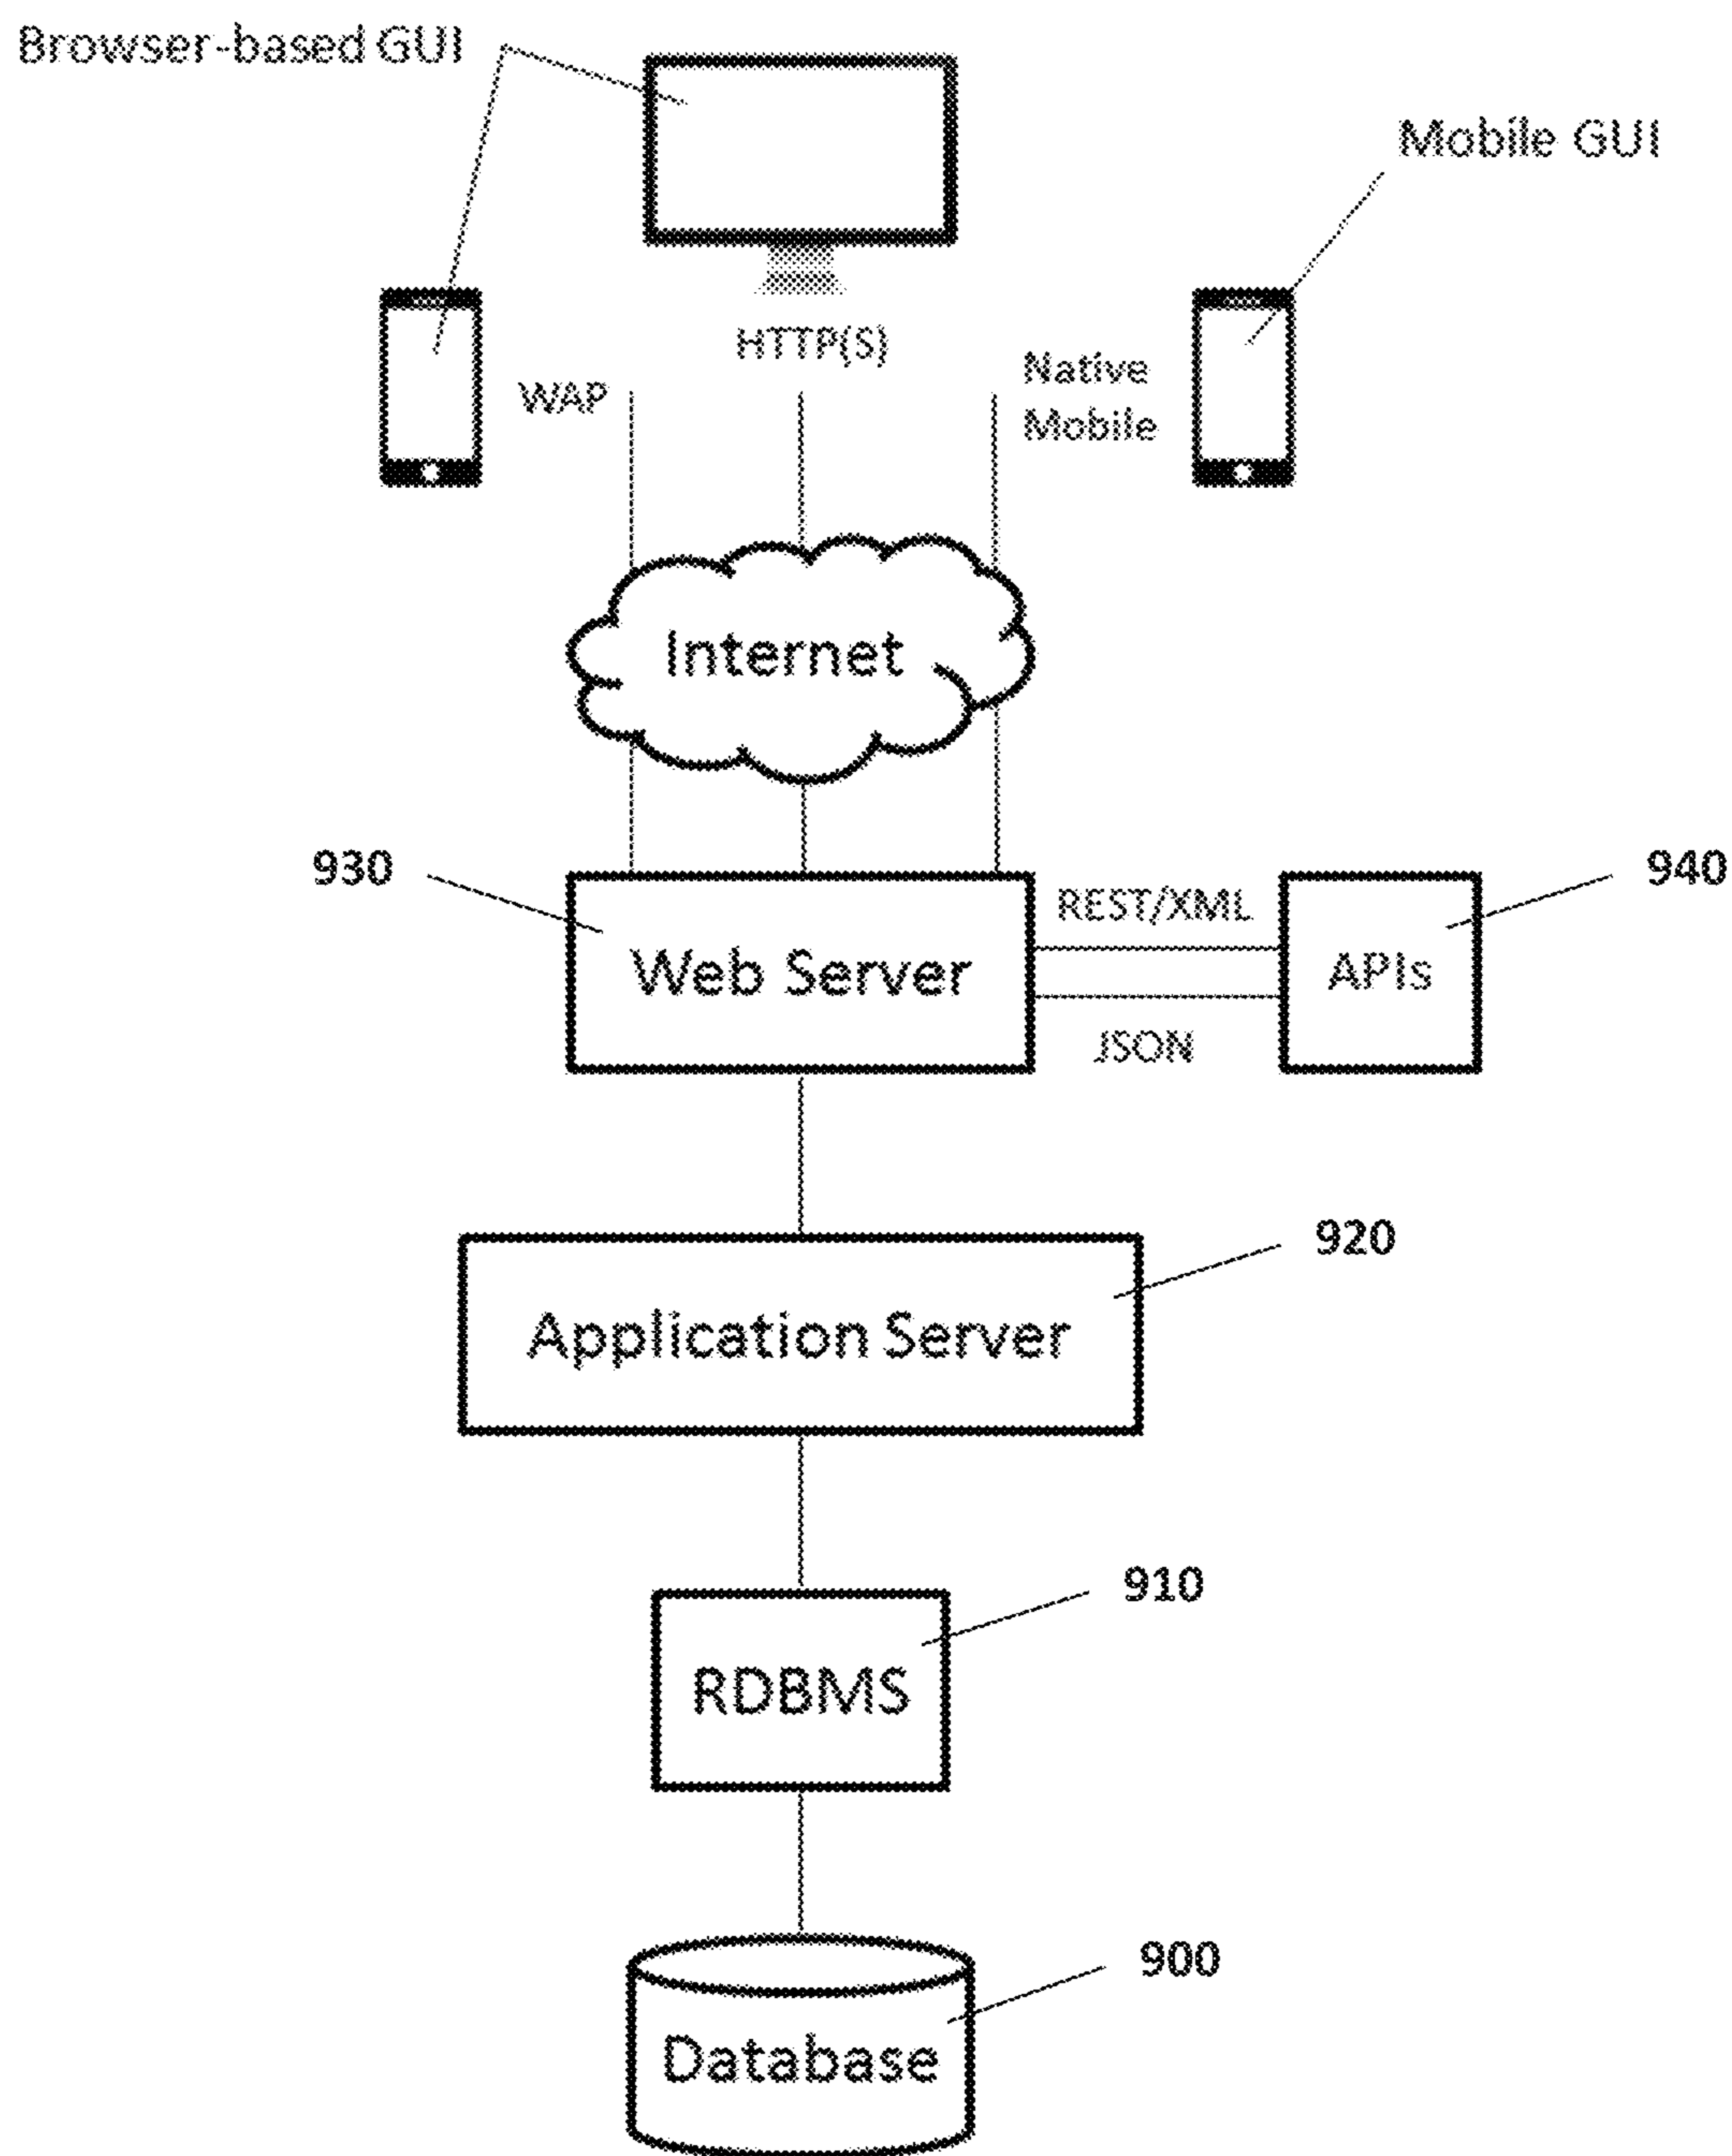 Browser-based GUI
Mobile GUI
HTTP(S)
Native
Mobile
WAP
Internet
930
940
REST/XML
Web Server
APIs
JSON
920
Application Server
910
RDBMS
900
Database